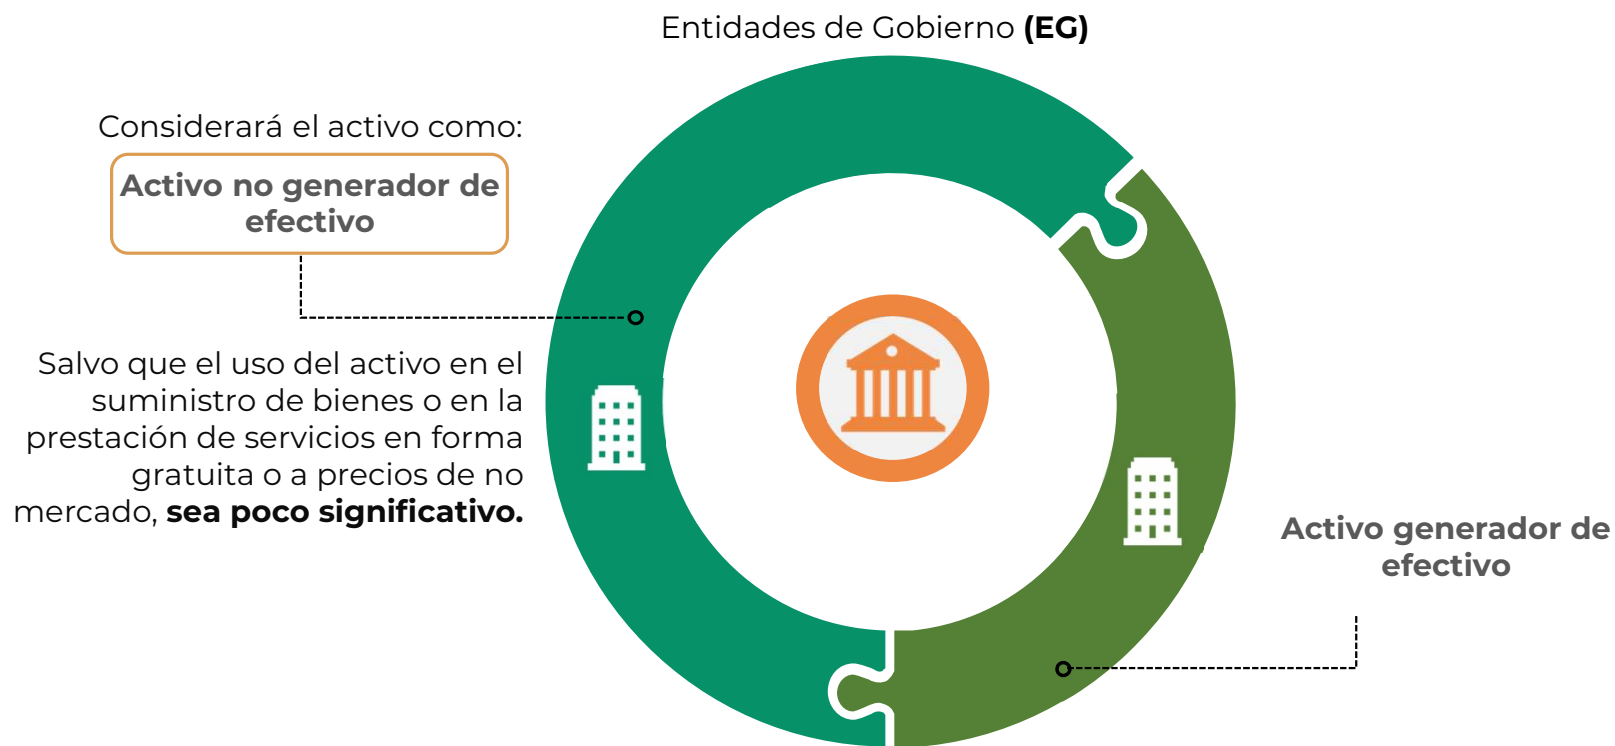 Entidades de Gobierno (EG)
Considerará el activo como:
Activo no generador de
efectivo
Salvo que el uso del activo en el
suministro de bienes o en la
prestación de servicios en forma
gratuita o a precios de no
mercado, sea poco significativo.
Activo generador de
efectivo